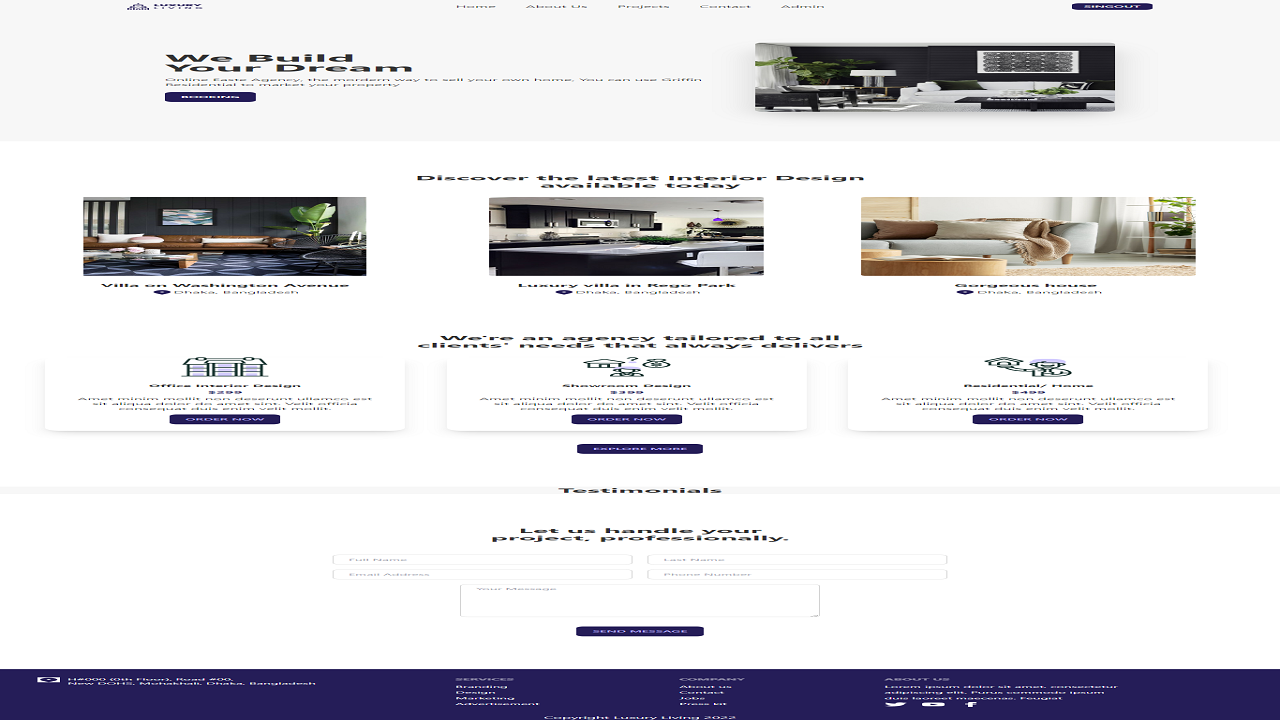 LUXURY
LIVING
Home
About Us
Projects
Contact
Admin
SINGOUT
We Build
Your Dream
Online Easte Agency, the mordern way to sell your own home, You can use Griffin
Residential to market your property
BOOKING
Discover the latest Interior Design
available today
Villa on Washington Avenue
Dhaka, Bangladesh
Luxury villa in Rego Park
Dhaka, Bangladesh
Gorgeous house
Dhaka, Bangladesh
We're an agency tailored to all
clients' needs that always delivers
Office Interior Design
$299
Amet minim mollit non deserunt ullamco est
sit aliqua dolor do amet sint. Velit officia
consequat duis enim velit mollit.
ORDER NOW
Showroom Design
$399
Amet minim mollit non deserunt ullamco est
sit aliqua dolor do amet sint. Velit officia
consequat duis enim velit mollit.
ORDER NOW
Residential/ Home
$499
Amet minim mollit non deserunt ullamco est
sit aliqua dolor do amet sint. Velit officia
consequat duis enim velit mollit.
ORDER NOW
EXPLORE MORE
Testimonials
Let us handle your
project, professionally.
Full Name
Last Name
Email Address
Phone Number
Your Message
SEND MESSAGE
H#000 (0th Floor), Road #00,
New DOHS, Mohakhali, Dhaka, Bangladesh
SERVICES
Branding
Design
Marketing
Advertisement
COMPANY
About us
Contact
Jobs
Press kit
ABOUT US
Lorem ipsum dolor sit amet, consectetur
adipiscing elit. Purus commodo ipsum
duis laoreet maecenas. Feugiat
Copyright Luxury Living 2022